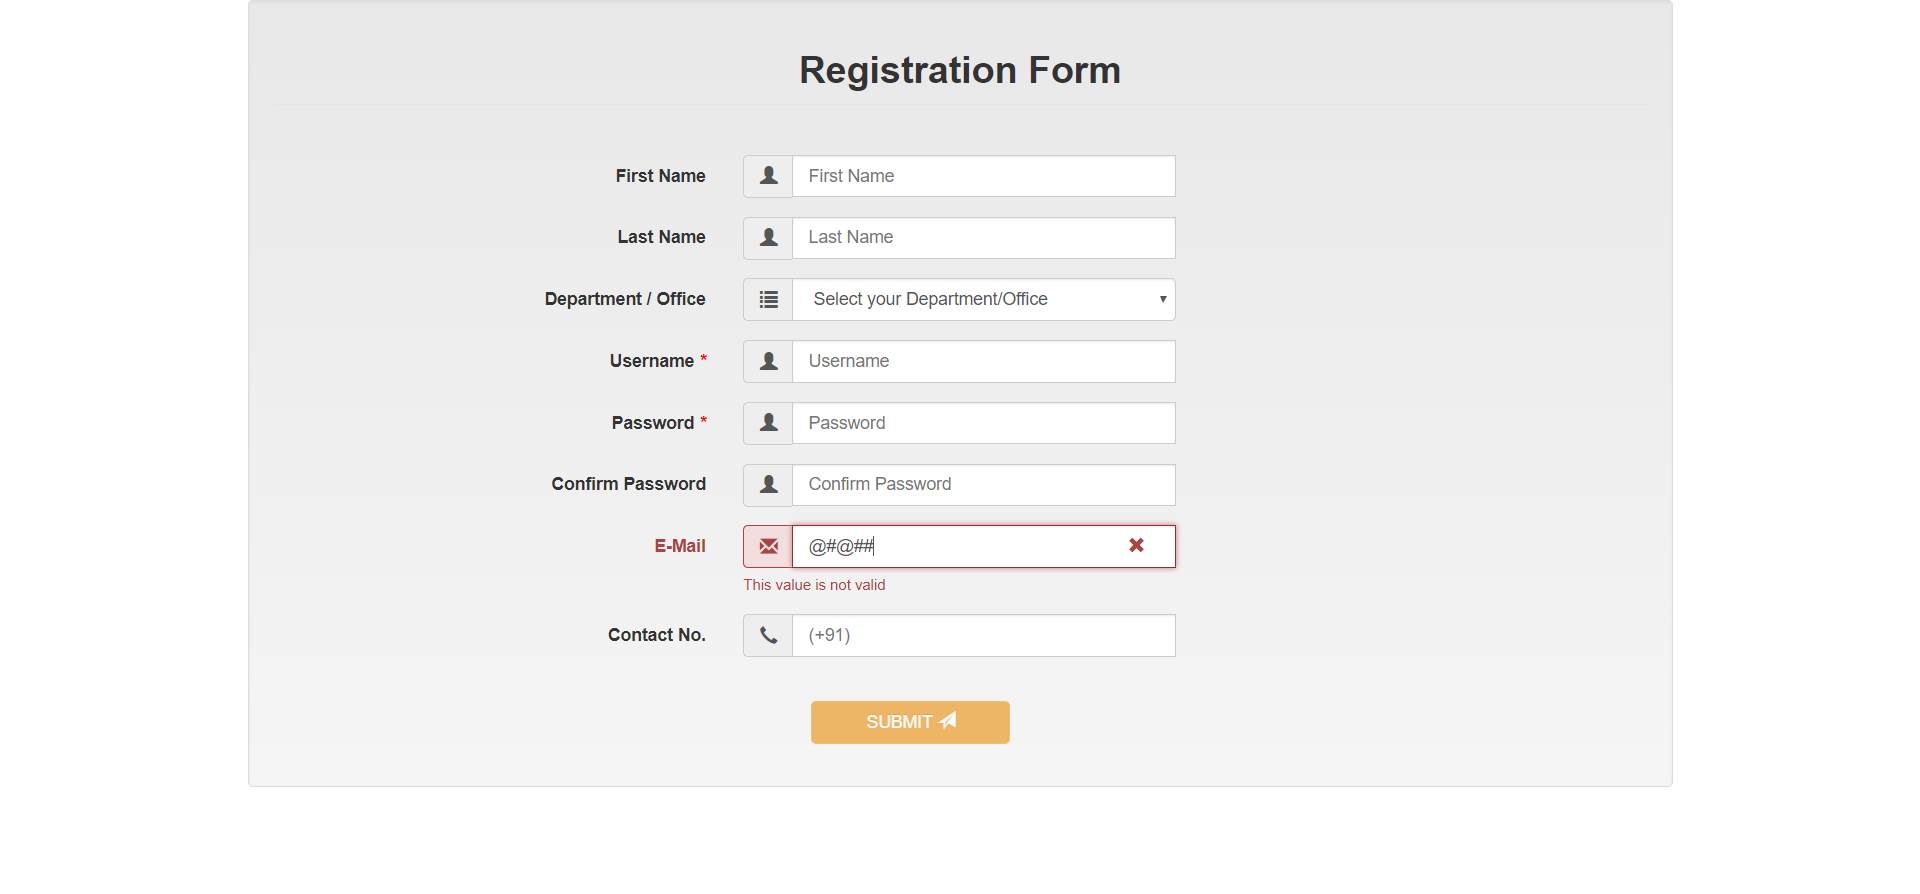 Registration Form
First Name First Name
Last Name Last Name
Department / Office Select your Department/Office
Username * Username
Password * Password
Confirm Password Confirm Password
E-Mail @#@##
This value is not valid
Contact No. (+91)
SUBMIT